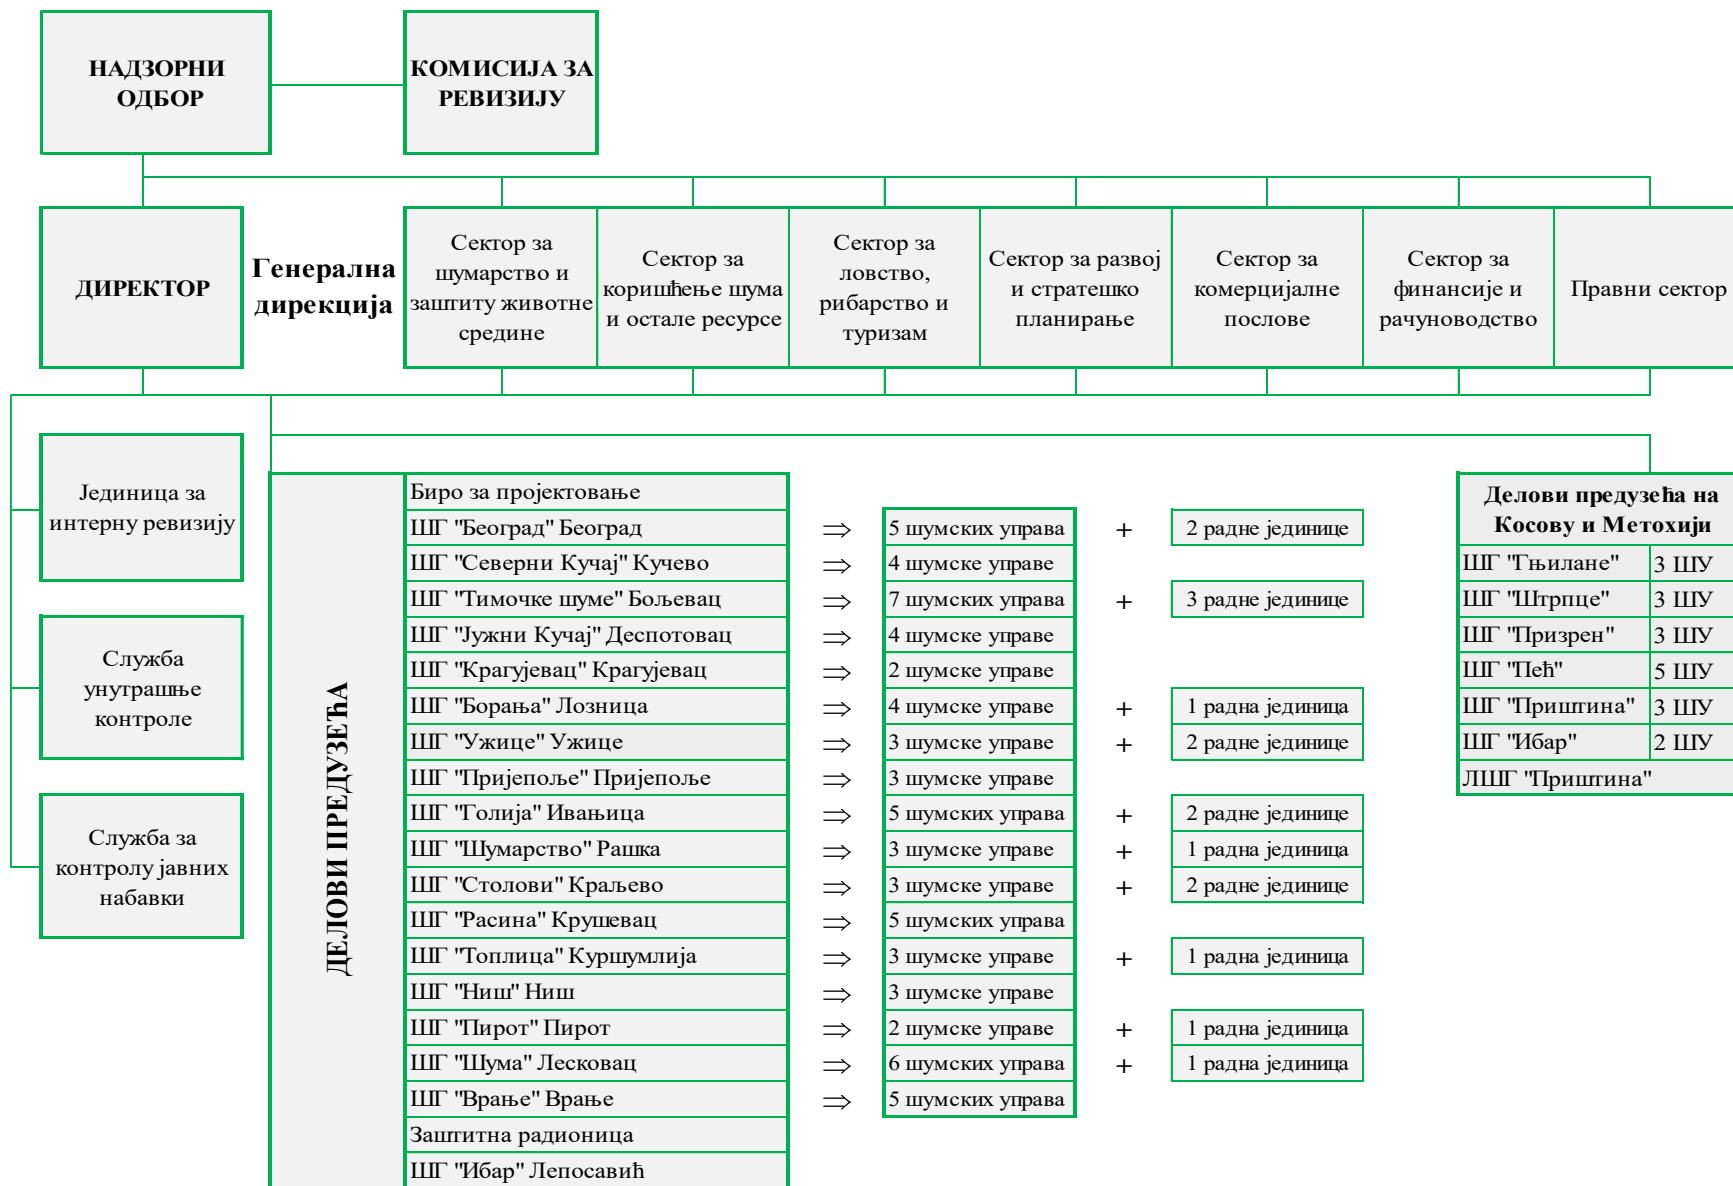 НАДЗОРНИ
ОДБОР
КОМИСИЈА ЗА
РЕВИЗИЈУ
ДИРЕКТОР
Генерална
дирекција
Сектор за
шумарство и
заштиту животне
средине
Сектор за
коришћење шума
и остале ресурсе
Сектор за
ловство,
рибарство и
туризам
Сектор за развој
и стратешко
планирање
Сектор за
комерцијалне
послове
Сектор за
финансије и
рачуноводство
Правни сектор
Јединица за
интерну ревизију
Служба
унутрашње
контроле
Служба за
контролу јавних
набавки
ДЕЛОВИ ПРЕДУЗЕЋА
Биро за пројектовање
ШГ "Београд" Београд ⇒ 5 шумских управа + 2 радне јединице
ШГ "Северни Кучај" Кучево ⇒ 4 шумске управе
ШГ "Тимочке шуме" Бољевац ⇒ 7 шумских управа + 3 радне јединице
ШГ "Јужни Кучај" Деспотовац ⇒ 4 шумске управе
ШГ "Крагујевац" Крагујевац ⇒ 2 шумске управе
ШГ "Борања" Лозница ⇒ 4 шумске управе + 1 радна јединица
ШГ "Ужице" Ужице ⇒ 3 шумске управе + 2 радне јединице
ШГ "Пријепоље" Пријепоље ⇒ 3 шумске управе
ШГ "Голија" Ивањица ⇒ 5 шумских управа + 2 радне јединице
ШГ "Шумарство" Рашка ⇒ 3 шумске управе + 1 радна јединица
ШГ "Столови" Краљево ⇒ 3 шумске управе + 2 радне јединице
ШГ "Расина" Крушевац ⇒ 5 шумских управа
ШГ "Топлица" Куршумлија ⇒ 3 шумске управе + 1 радна јединица
ШГ "Ниш" Ниш ⇒ 3 шумске управе
ШГ "Пирот" Пирот ⇒ 2 шумске управе + 1 радна јединица
ШГ "Шума" Лесковац ⇒ 6 шумских управа + 1 радна јединица
ШГ "Врање" Врање ⇒ 5 шумских управа
Заштитна радионица
ШГ "Ибар" Лепосавић
Делови предузећа на
Косову и Метохији
ШГ "Гњилане" 3 ШУ
ШГ "Штрпце" 3 ШУ
ШГ "Призрен" 3 ШУ
ШГ "Пећ" 5 ШУ
ШГ "Приштина" 3 ШУ
ШГ "Ибар" 2 ШУ
ЛШГ "Приштина"